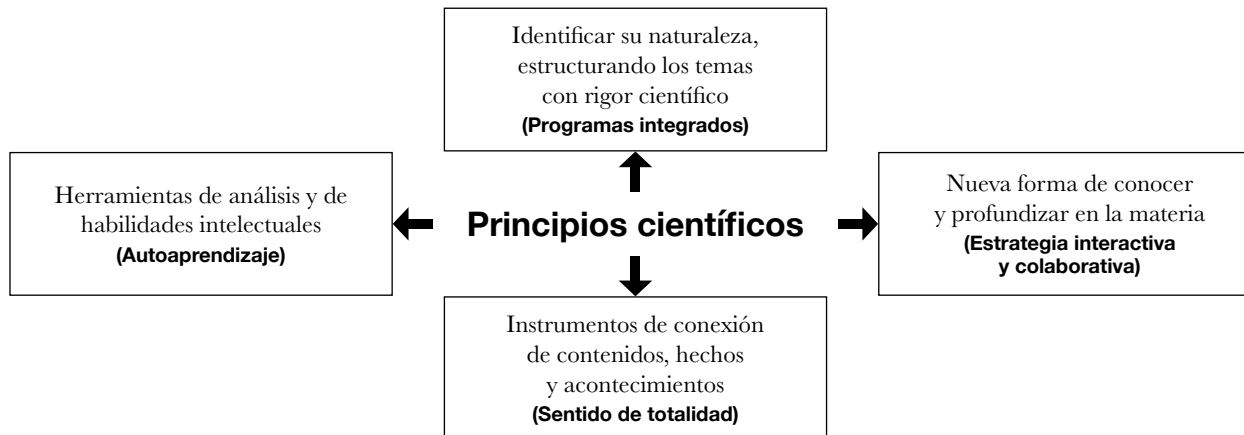 Identificar su naturaleza,
estructurando los temas
con rigor científico
(Programas integrados)
Herramientas de análisis y de
habilidades intelectuales
(Autoaprendizaje)
Principios científicos
Nueva forma de conocer
y profundizar en la materia
(Estrategia interactiva
y colaborativa)
Instrumentos de conexión
de contenidos, hechos
y acontecimientos
(Sentido de totalidad)